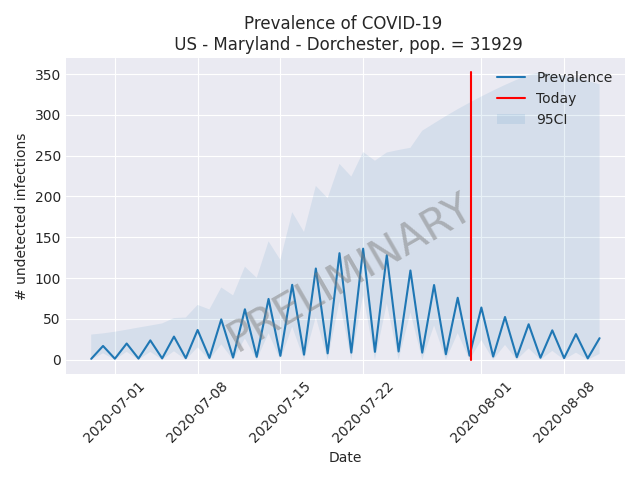 Prevalence of COVID-19
US - Maryland - Dorchester, pop. = 31929
350
300
250
200
150
100
50
0
# undetected infections
Prevalence
Today
95CI
PRELIMINARY
2020-07-01
2020-07-08
2020-07-15
2020-07-22
2020-08-01
2020-08-08
Date